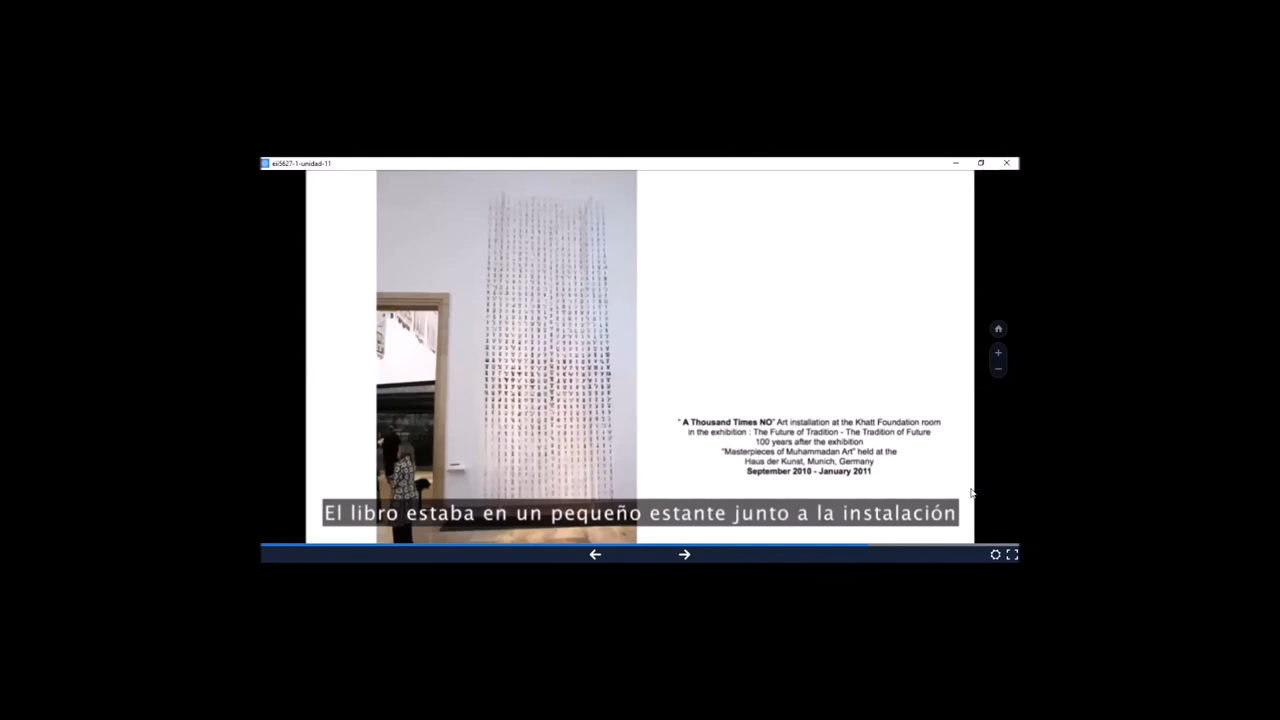 eii5627-1-unidad-11
" A Thousand Times NO" Art installation at the Khatt Foundation room
in the exhibition : The Future of Tradition - The Tradition of Future
100 years after the exhibition
"Masterpieces of Muhammadan Art" held at the
Haus der Kunst, Munich, Germany
September 2010 - January 2011
El libro estaba en un pequeño estante junto a la instalación